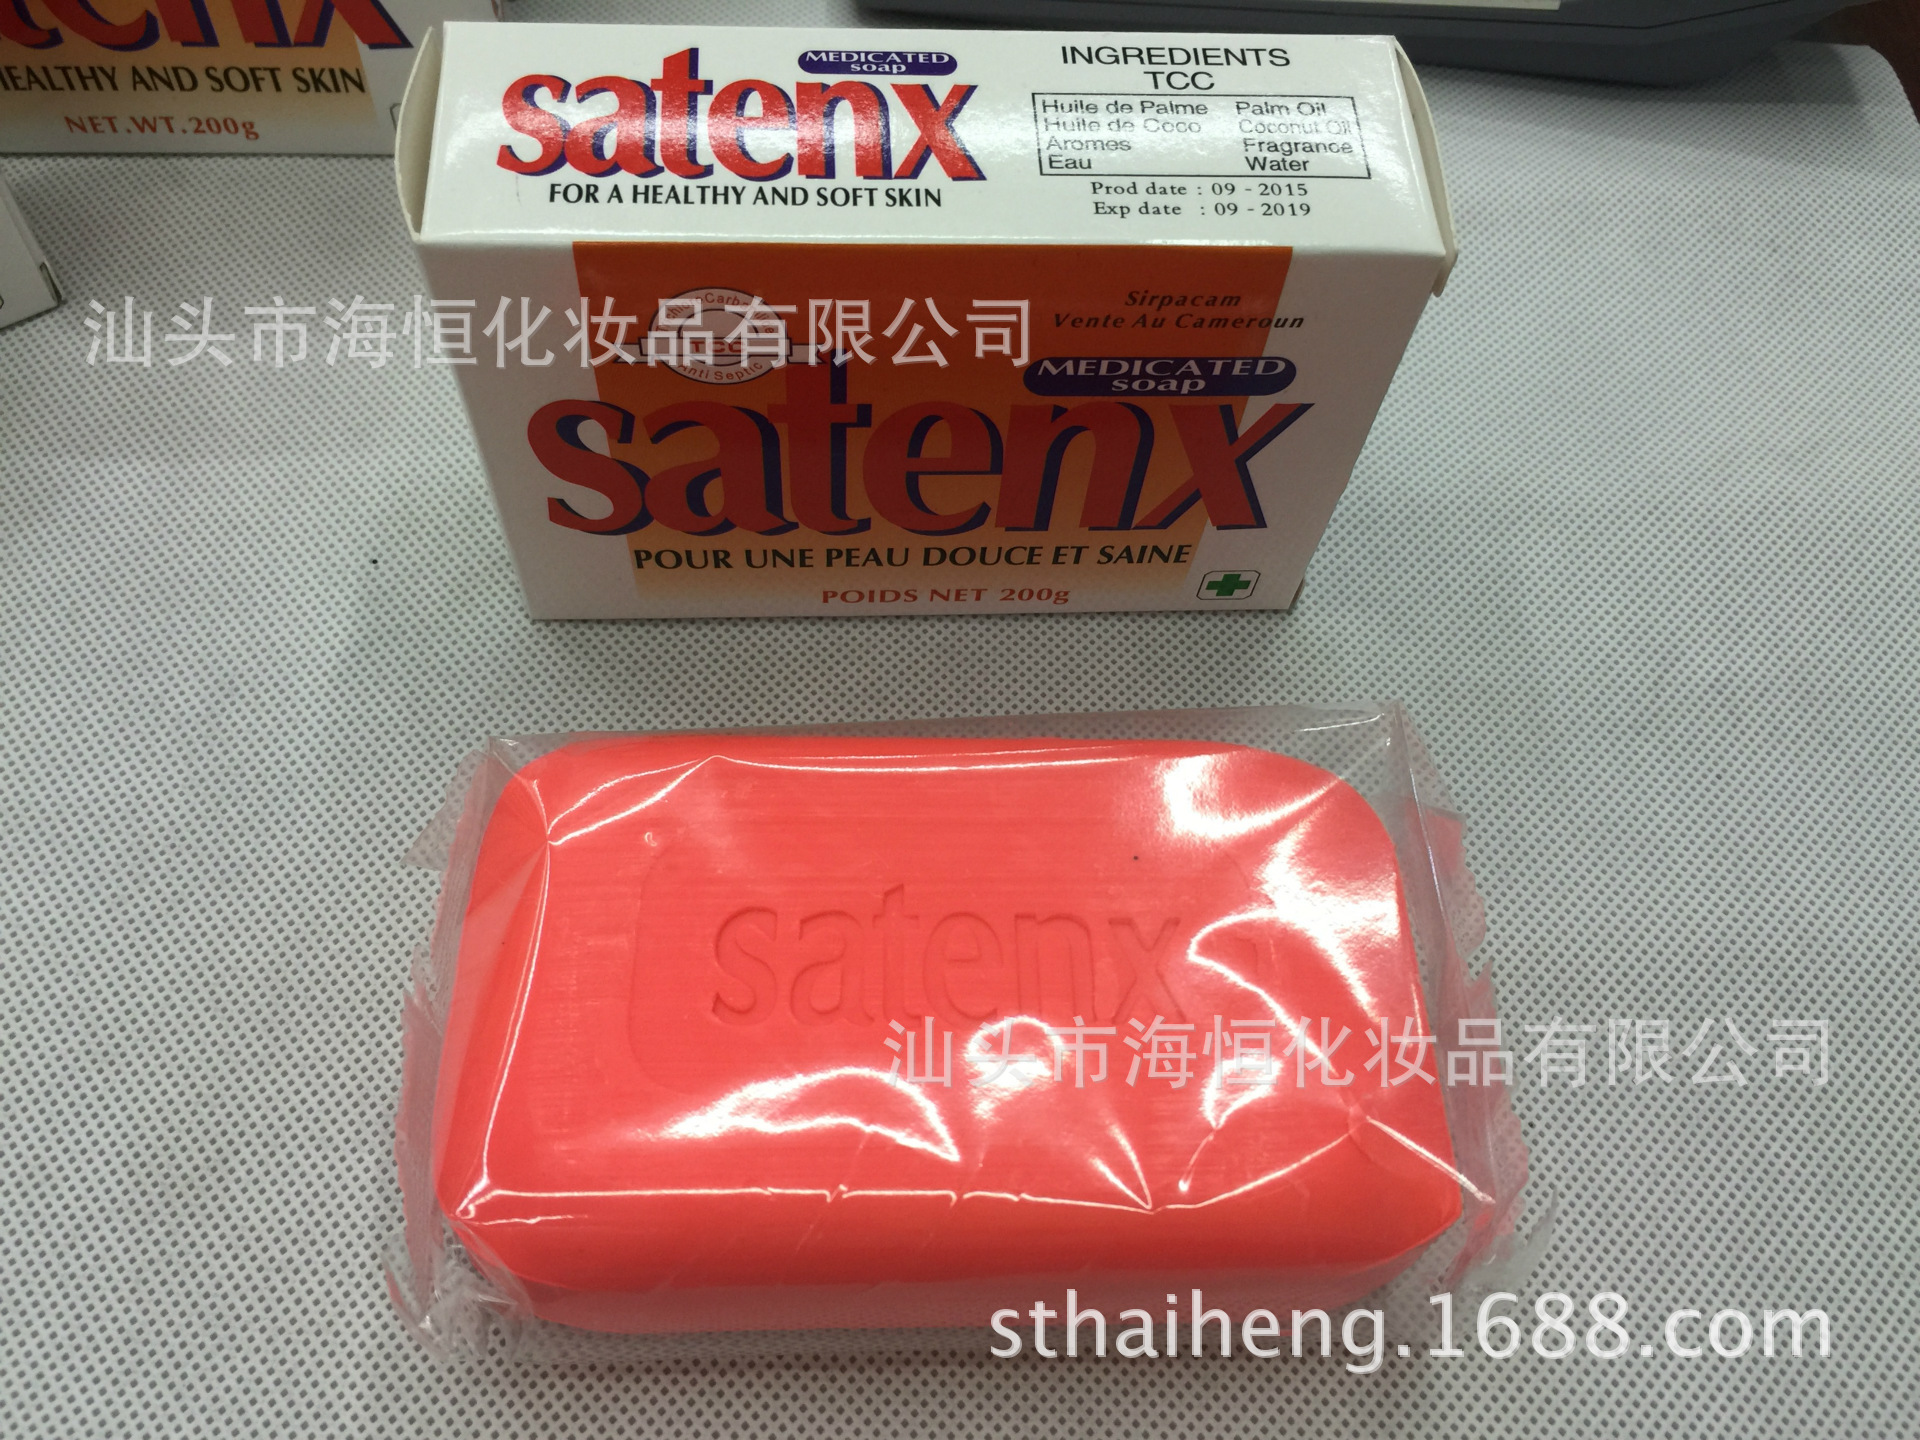 HEALTHY AND SOFT SKIN
NET.WT.200g
MEDICATED
soap
satenx
FOR A HEALTHY AND SOFT SKIN
INGREDIENTS
TCC
Huile de Palme Palm Oil
Huile de Coco Coconut Oil
Aromes Fragrance
Eau Water
Prod date : 09 - 2015
Exp date : 09 - 2019
汕头市海恒化妆品有限公司
TCC
Anti Septic
Sirpacam
Vente Au Cameroun
MEDICATED
soap
satenx
POUR UNE PEAU DOUCE ET SAINE
POIDS NET 200g
satenx
汕头市海恒化妆品有限公司
sthaiheng.1688.com